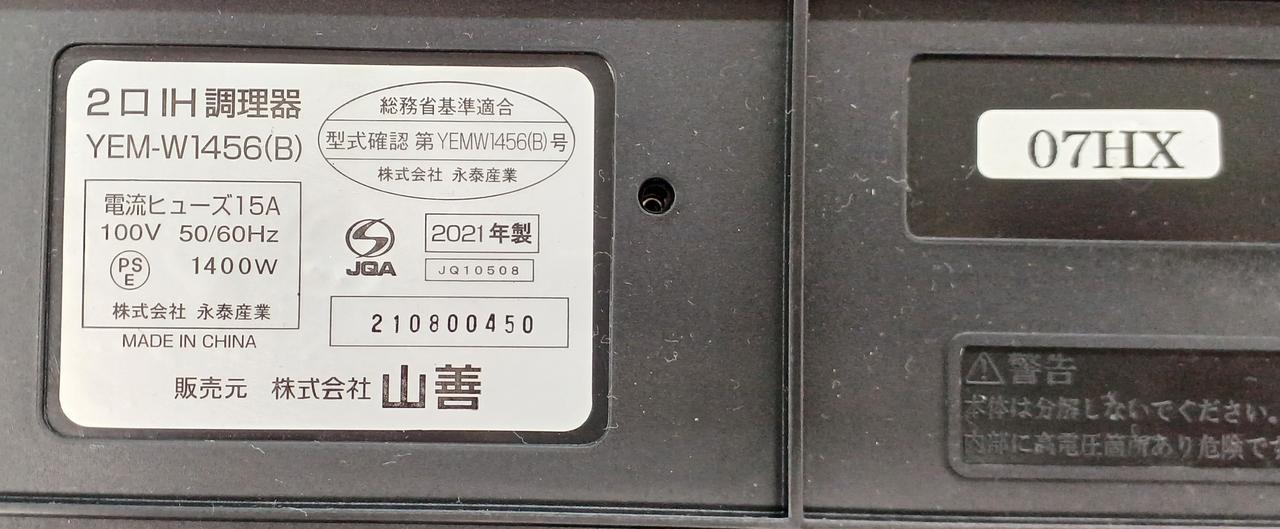 2口IH調理器
YEM-W1456(B)
電流ヒューズ15A
100V 50/60Hz
PS
E
1400W
株式会社 永泰産業
MADE IN CHINA
総務省基準適合
型式確認 第YEMW1456(B)号
株式会社 永泰産業
JQA
2021年製
JQ10508
210800450
販売元 株式会社 山善
07HX
警告
本体は分解しないでください。
内部に高電圧箇所あり危険です